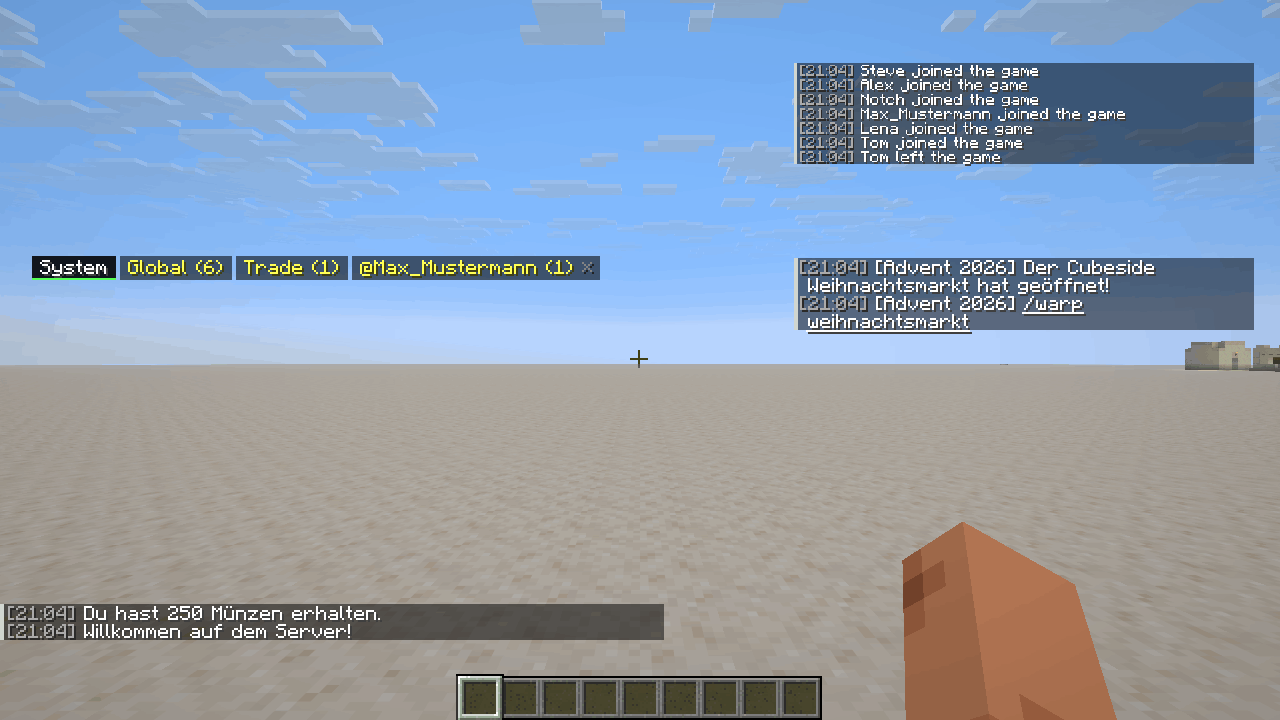 [21:04] Steve joined the game
[21:04] Alex joined the game
[21:04] Notch joined the game
[21:04] Max_Mustermann joined the game
[21:04] Lena joined the game
[21:04] Tom joined the game
[21:04] Tom left the game
System Global (6) Trade (1) @Max_Mustermann (1) ×
[21:04] [Advent 2026] Der Cubeside
Weihnachtsmarkt hat geöffnet!
[21:04] [Advent 2026] /warp
weihnachtsmarkt
[21:04] Du hast 250 Münzen erhalten.
[21:04] Willkommen auf dem Server!